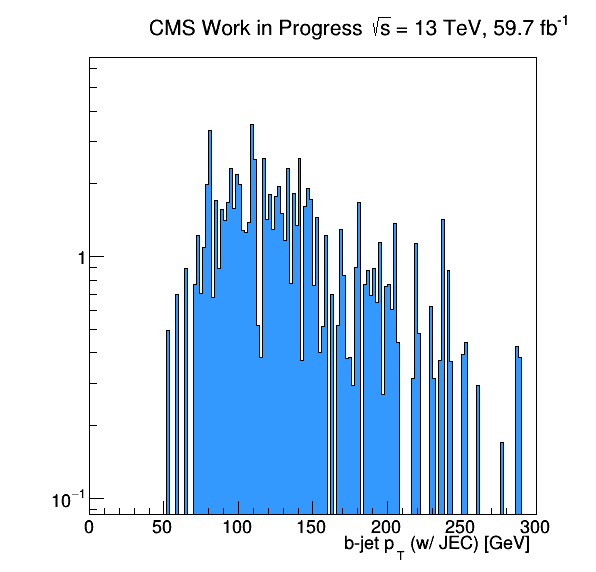 CMS Work in Progress √s = 13 TeV, 59.7 fb⁻¹
1
10⁻¹
0 50 100 150 200 250 300
b-jet p_T (w/ JEC) [GeV]